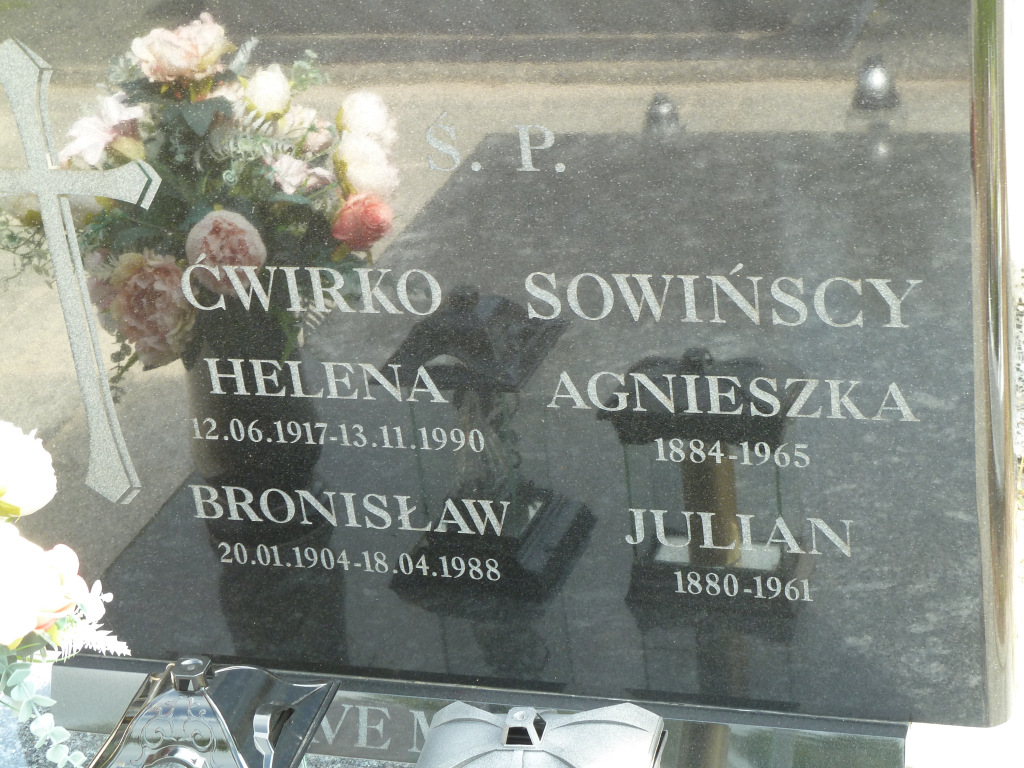 Ś. P.
ĆWIRKO SOWIŃSCY
HELENA AGNIESZKA
12.06.1917-13.11.1990 1884-1965
BRONISŁAW JULIAN
20.01.1904-18.04.1988 1880-1961